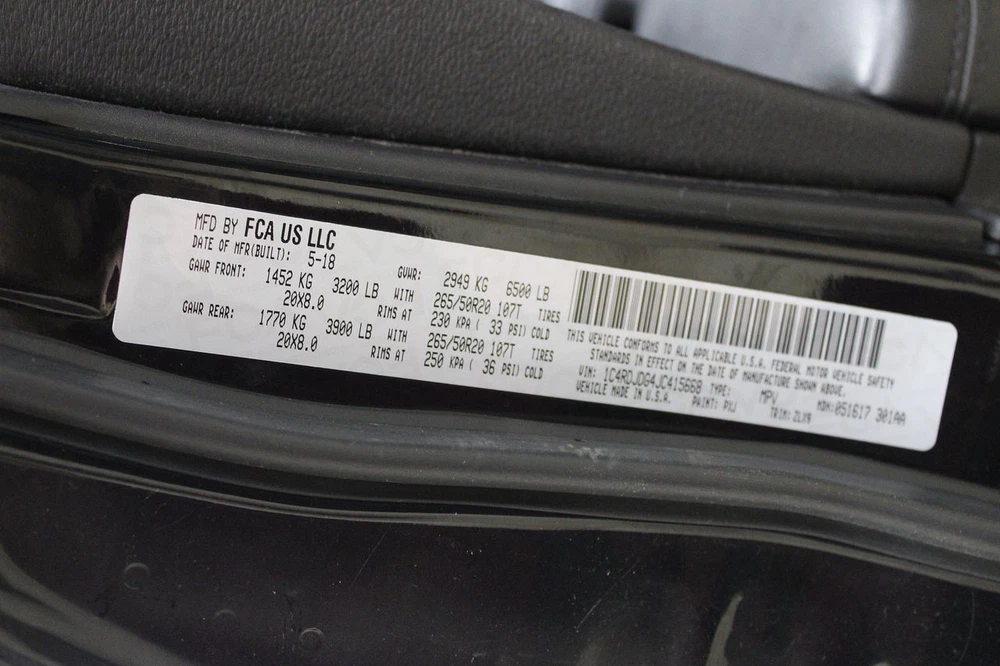 MFD BY FCA US LLC
DATE OF MFR(BUILT): 5-18
GAWR FRONT: 1452 KG 3200 LB WITH
20X8.0 RIMS AT
GAWR REAR: 1770 KG 3900 LB WITH
20X8.0 RIMS AT
GVWR: 2949 KG 6500 LB
265/50R20 107T TIRES
230 KPA ( 33 PSI) COLD
265/50R20 107T TIRES
250 KPA ( 36 PSI) COLD
THIS VEHICLE CONFORMS TO ALL APPLICABLE U.S.A. FEDERAL MOTOR VEHICLE SAFETY
STANDARDS IN EFFECT ON THE DATE OF MANUFACTURE SHOWN ABOVE.
VIN: 1C4RDJDG4JC415668 TYPE: MPV MDH:051617 301AA
VEHICLE MADE IN U.S.A. PAINT: PXJ TRIM: